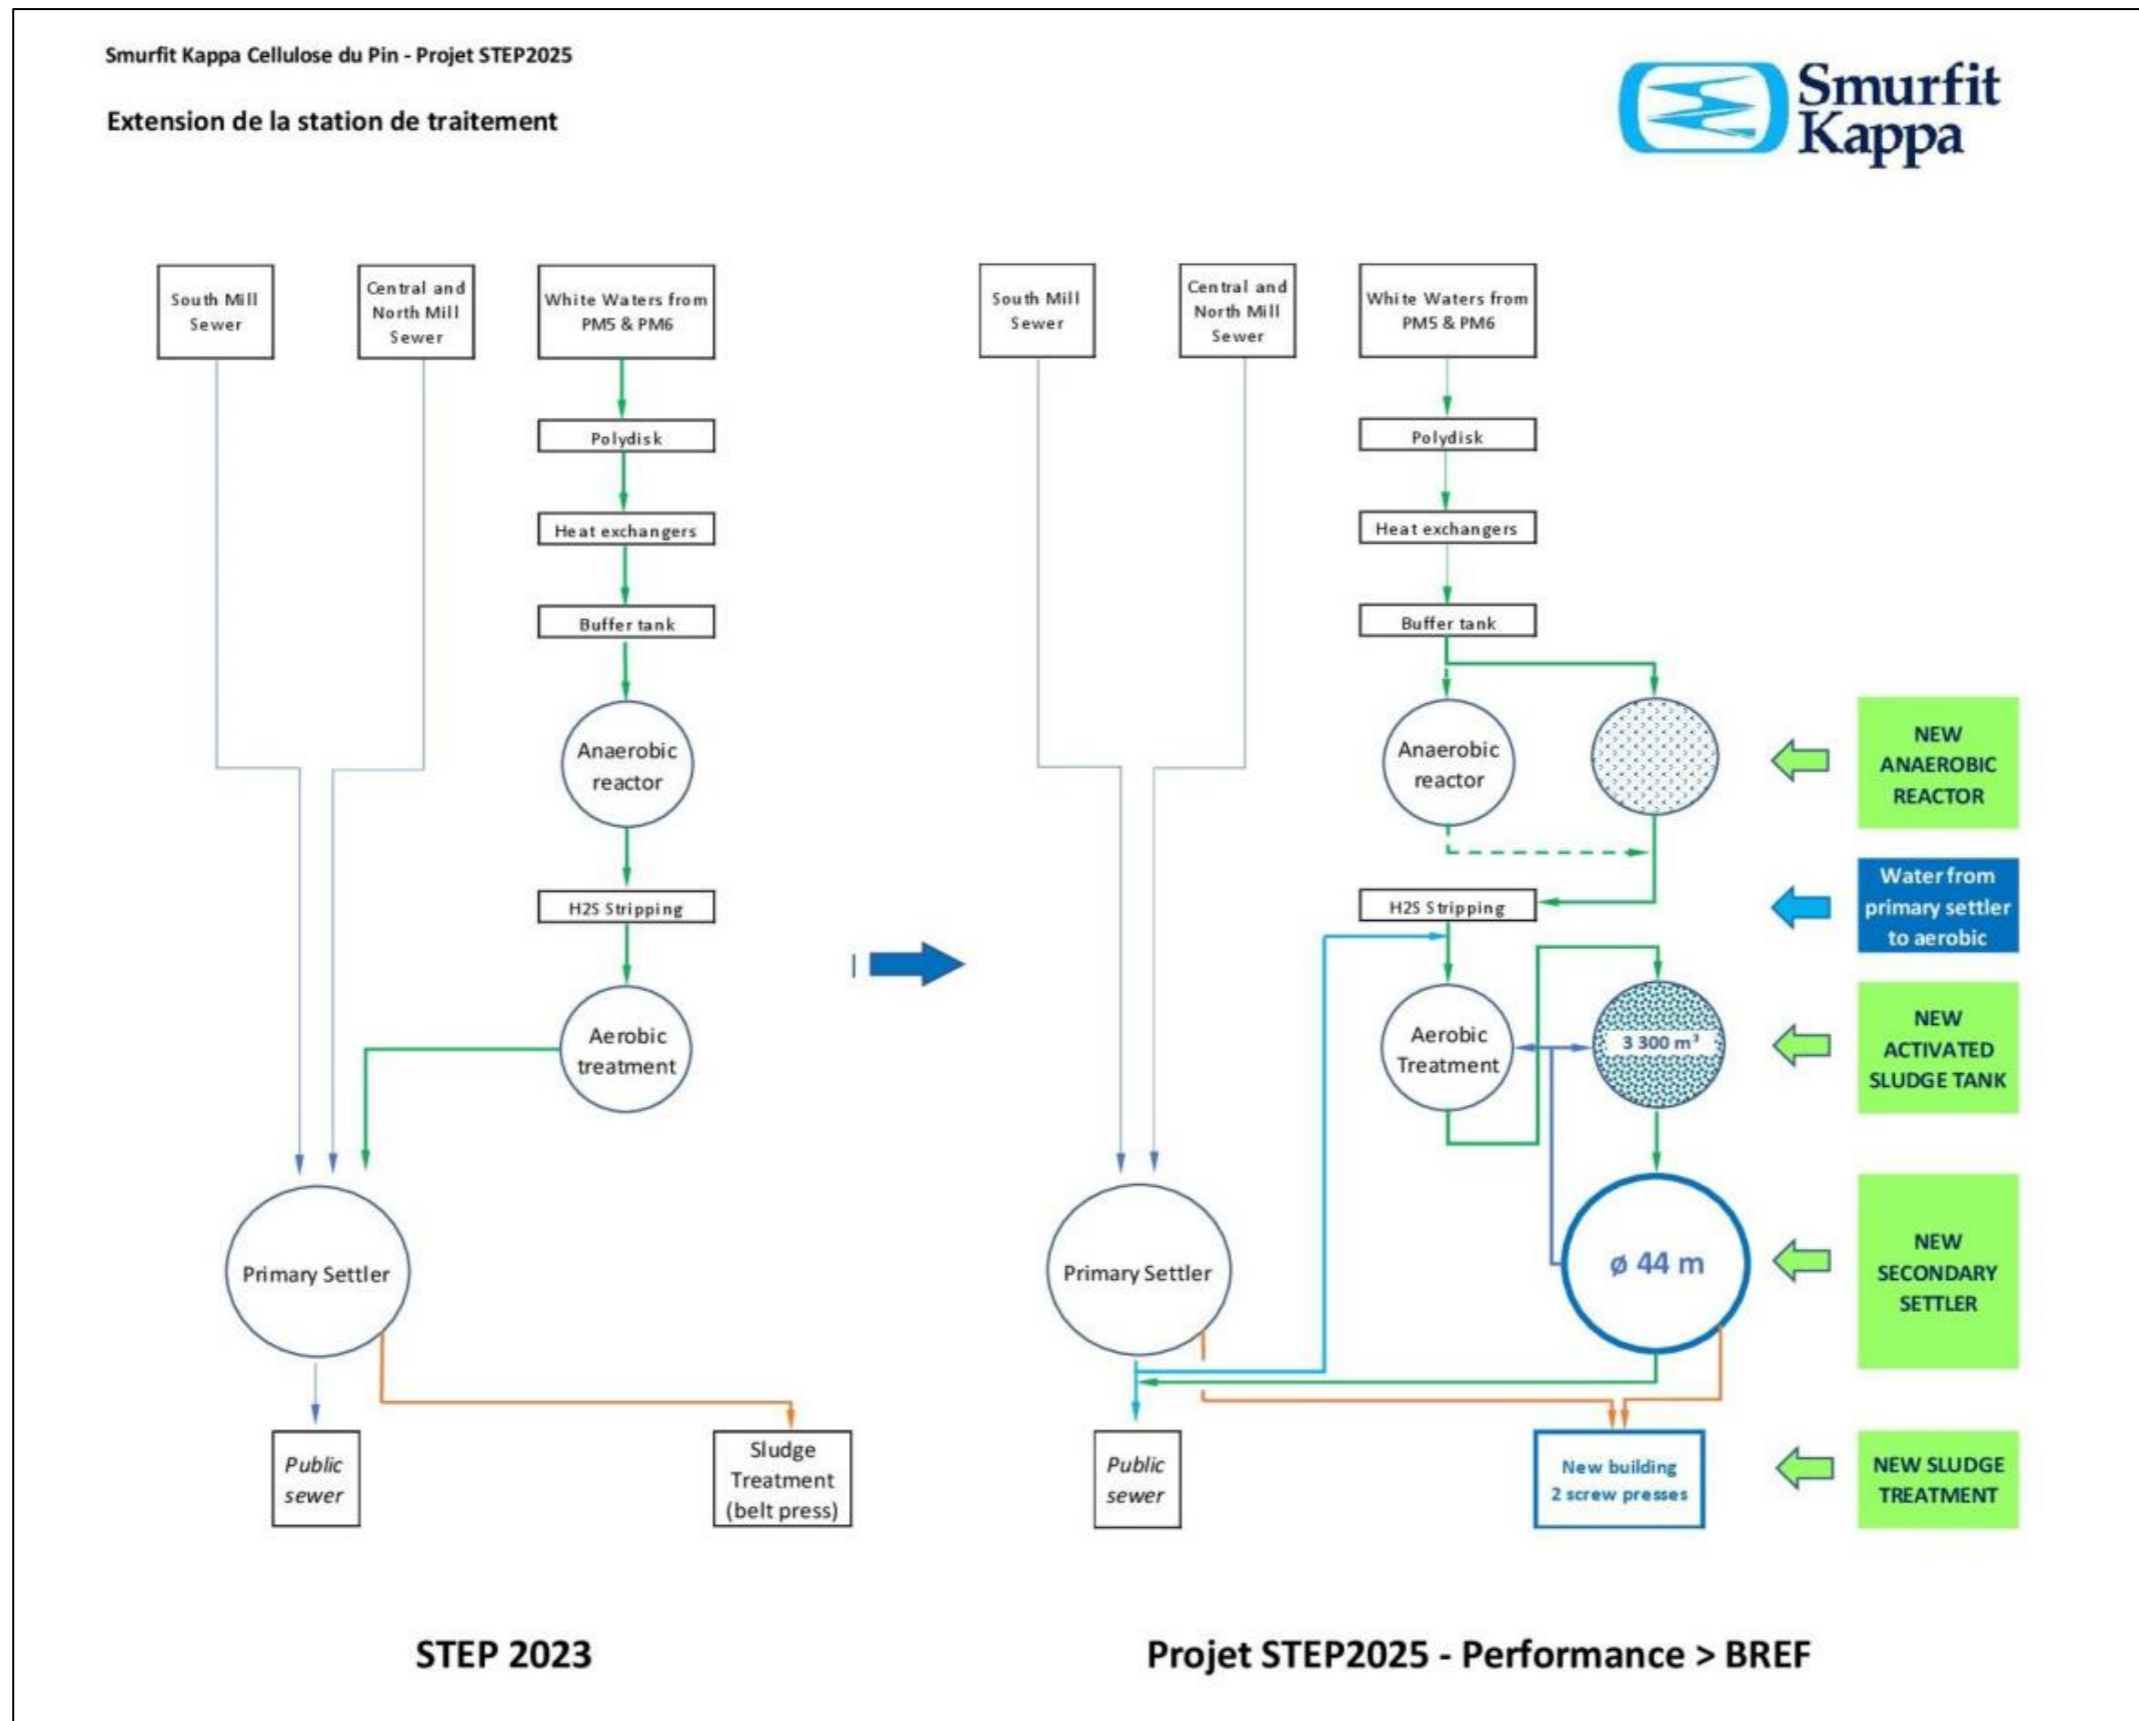 Smurfit Kappa Cellulose du Pin - Projet STEP2025
Extension de la station de traitement
Smurfit
Kappa
South Mill
Sewer
Central and
North Mill
Sewer
White Waters from
PM5 & PM6
Polydisk
Heat exchangers
Buffer tank
Anaerobic
reactor
H2S Stripping
Aerobic
treatment
Primary Settler
Public
sewer
Sludge
Treatment
(belt press)
STEP 2023
South Mill
Sewer
Central and
North Mill
Sewer
White Waters from
PM5 & PM6
Polydisk
Heat exchangers
Buffer tank
Anaerobic
reactor
NEW
ANAEROBIC
REACTOR
H2S Stripping
Water from
primary settler
to aerobic
Aerobic
Treatment
3 300 m³
NEW
ACTIVATED
SLUDGE TANK
Primary Settler
ø 44 m
NEW
SECONDARY
SETTLER
Public
sewer
New building
2 screw presses
NEW SLUDGE
TREATMENT
Projet STEP2025 - Performance > BREF